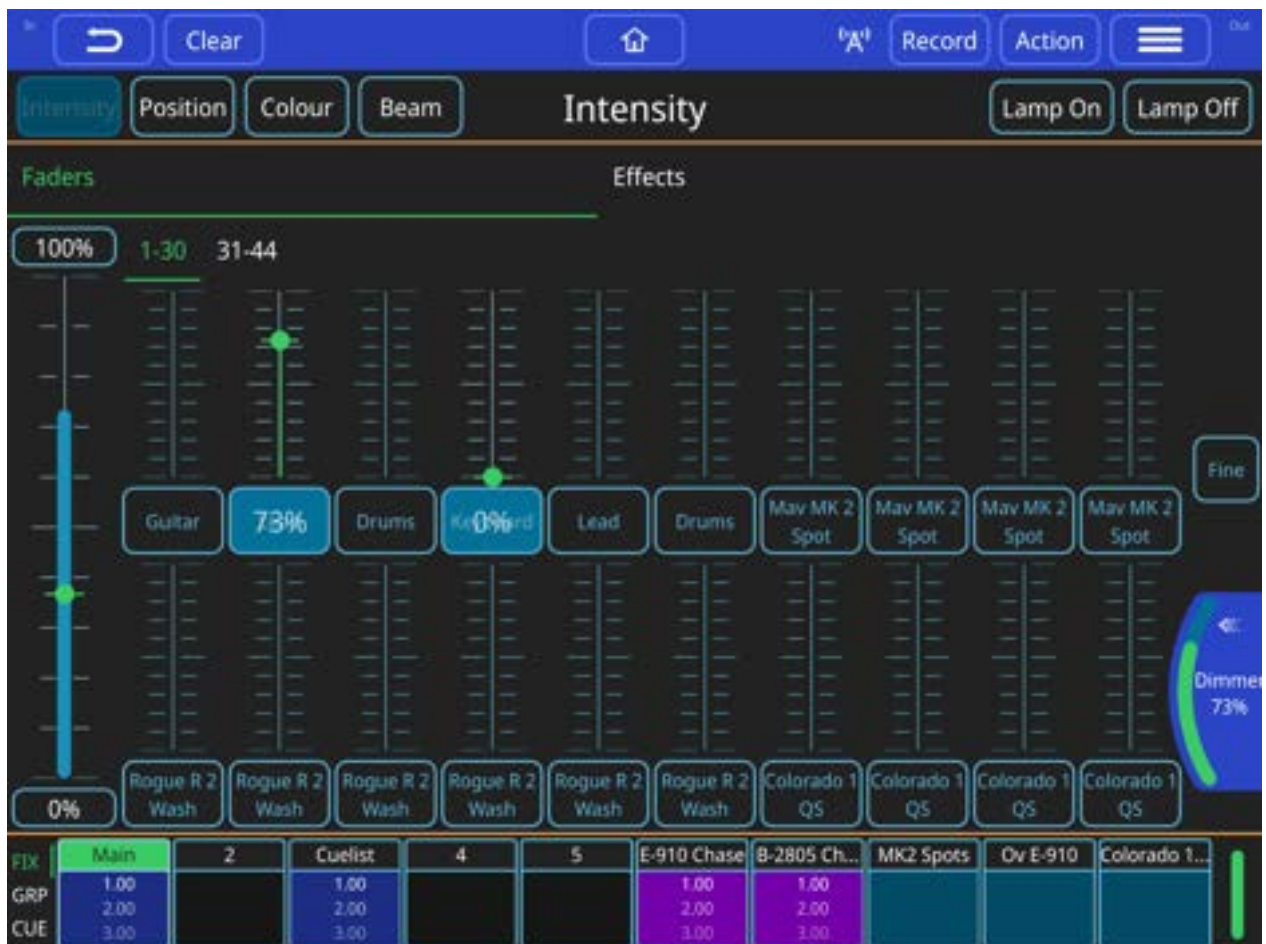 Clear
Record
Action
Out
Intensity
Position
Colour
Beam
Intensity
Lamp On
Lamp Off
Faders
Effects
100%
1-30
31-44
Fine
Guitar
73%
Drums
0%
Lead
Drums
Mav MK 2
Spot
Mav MK 2
Spot
Mav MK 2
Spot
Mav MK 2
Spot
Dimmer
73%
Rogue R 2
Wash
Rogue R 2
Wash
Rogue R 2
Wash
Rogue R 2
Wash
Rogue R 2
Wash
Rogue R 2
Wash
Colorado 1
QS
Colorado 1
QS
Colorado 1
QS
Colorado 1
QS
0%
FIX
GRP
CUE
Main
1.00
2.00
3.00
2
Cuelist
1.00
2.00
3.00
4
5
E-910 Chase
1.00
2.00
3.00
B-2805 Ch...
1.00
2.00
3.00
MK2 Spots
Ov E-910
Colorado 1...